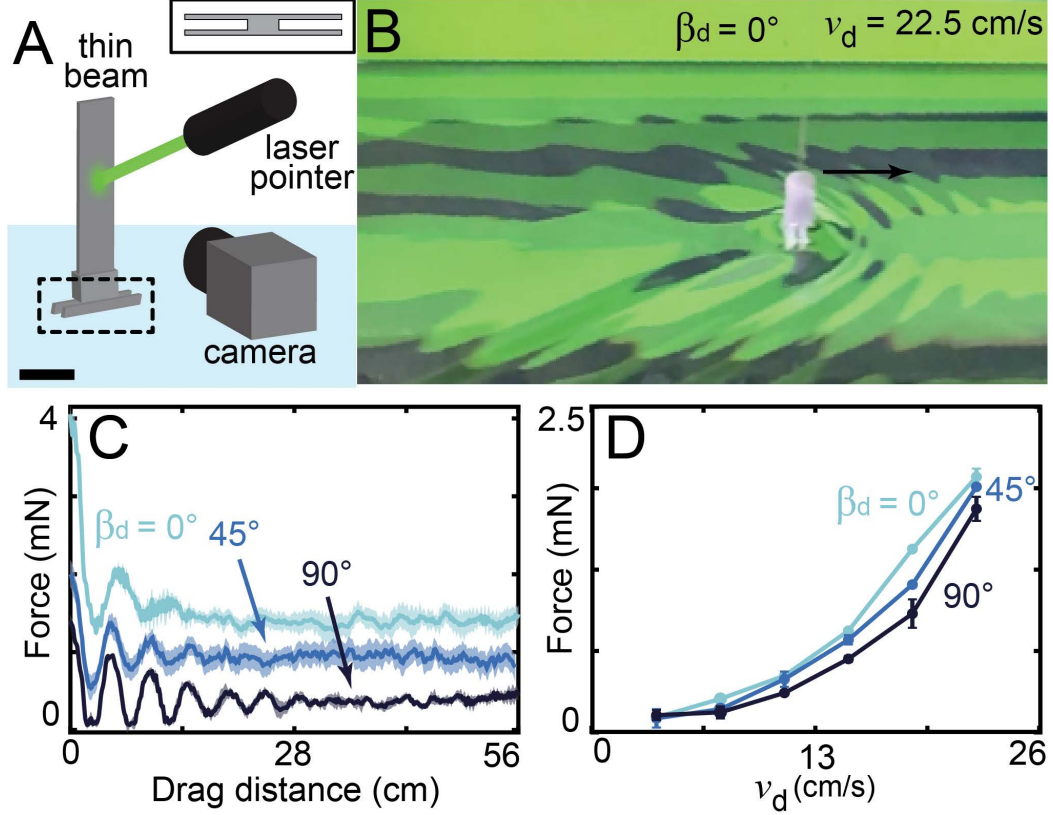 A
thin
beam
laser
pointer
camera
B
βd = 0°
vd = 22.5 cm/s
C
4
0
Force (mN)
βd = 0°
45°
90°
0
28
56
Drag distance (cm)
D
2.5
0
Force (mN)
βd = 0°
45°
90°
0
13
26
vd (cm/s)